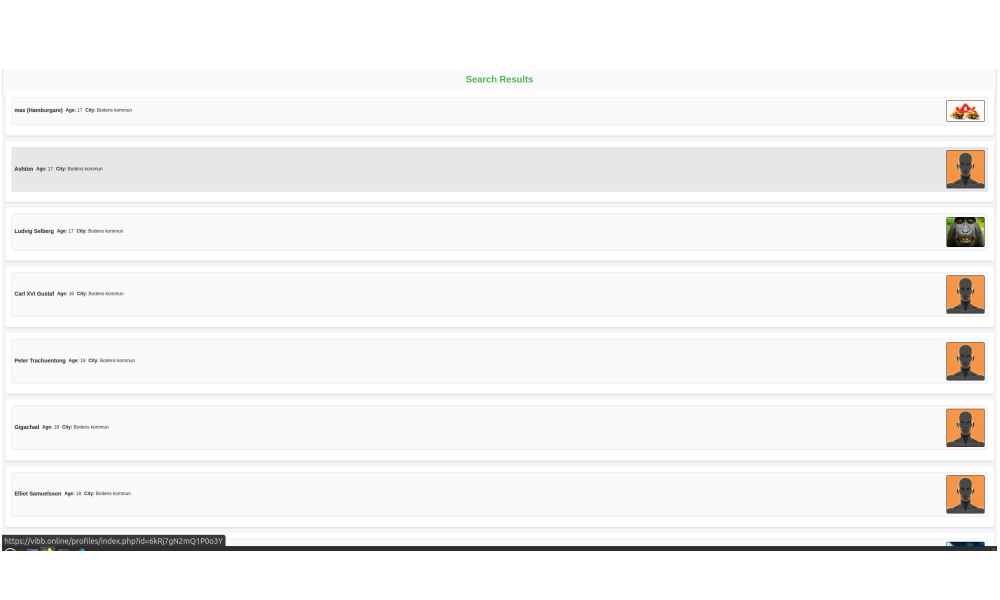 Search Results
max (Hamburgare) Age: 17 City: Bodens kommun
Ashton Age: 17 City: Bodens kommun
Ludvig Selberg Age: 17 City: Bodens kommun
Carl XVI Gustaf Age: 16 City: Bodens kommun
Peter Trachuentong Age: 18 City: Bodens kommun
Gigachad Age: 18 City: Bodens kommun
Elliot Samuelsson Age: 18 City: Bodens kommun
https://vibb.online/profiles/index.php?id=6kRj7gN2mQ1P0o3Y